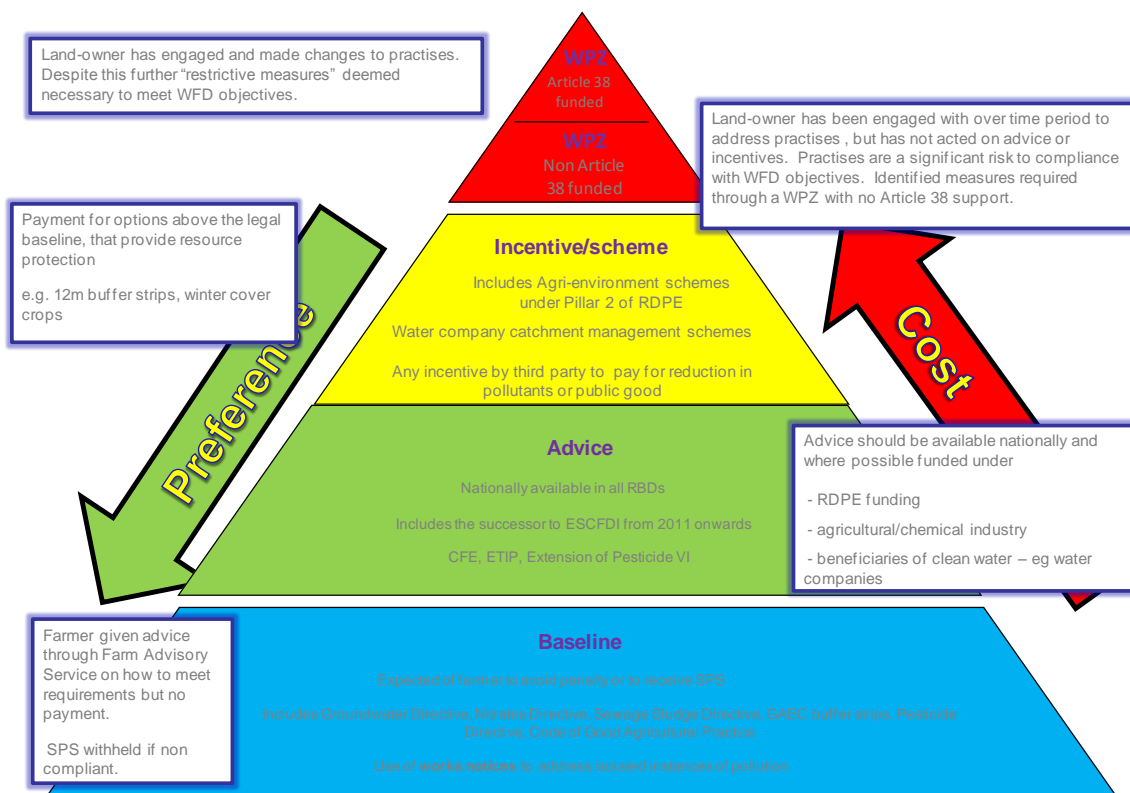 WPZ
Article 38
funded
WPZ
Non Article
38 funded
Land-owner has engaged and made changes to practises.
Despite this further “restrictive measures” deemed
necessary to meet WFD objectives.
Land-owner has been engaged with over time period to
address practises , but has not acted on advice or
incentives. Practises are a significant risk to compliance
with WFD objectives. Identified measures required
through a WPZ with no Article 38 support.
Payment for options above the legal
baseline, that provide resource
protection
e.g. 12m buffer strips, winter cover
crops
Incentive/scheme
Includes Agri-environment schemes
under Pillar 2 of RDPE
Water company catchment management schemes
Any incentive by third party to pay for reduction in
pollutants or public good
Preference
Cost
Advice
Nationally available in all RBDs
Includes the successor to ESCFDI from 2011 onwards
CFE, ETIP, Extension of Pesticide VI
Advice should be available nationally and
where possible funded under
- RDPE funding
- agricultural/chemical industry
- beneficiaries of clean water – eg water
companies
Farmer given advice
through Farm Advisory
Service on how to meet
requirements but no
payment.
SPS withheld if non
compliant.
Baseline
Expected of farmer to avoid penalty or to receive SPS
Includes Groundwater Directive, Nitrates Directive, Sewage Sludge Directive, GAEC buffer strips, Pesticide
Directive, Code of Good Agricultural Practice
Use of works notices to address isolated instances of pollution